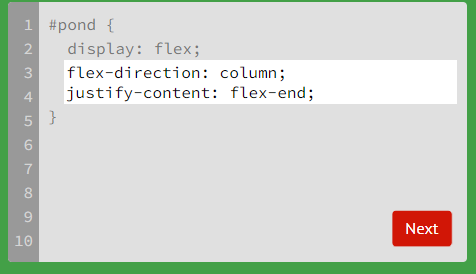 1 #pond {
2 display: flex;
3 flex-direction: column;
4 justify-content: flex-end;
5 }
6
7
8
9
10
Next